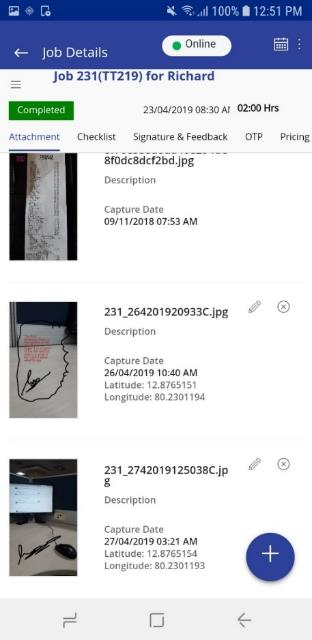 100% 12:51 PM
Job Details
Online
Job 231(TT219) for Richard
Completed
23/04/2019 08:30 AM 02:00 Hrs
Attachment Checklist Signature & Feedback OTP Pricing
8f0dc8dcf2bd.jpg
Description
Capture Date
09/11/2018 07:53 AM
231_264201920933C.jpg
Description
Capture Date
26/04/2019 10:40 AM
Latitude: 12.8765151
Longitude: 80.2301194
231_2742019125038C.jp
g
Description
Capture Date
27/04/2019 03:21 AM
Latitude: 12.8765154
Longitude: 80.2301193